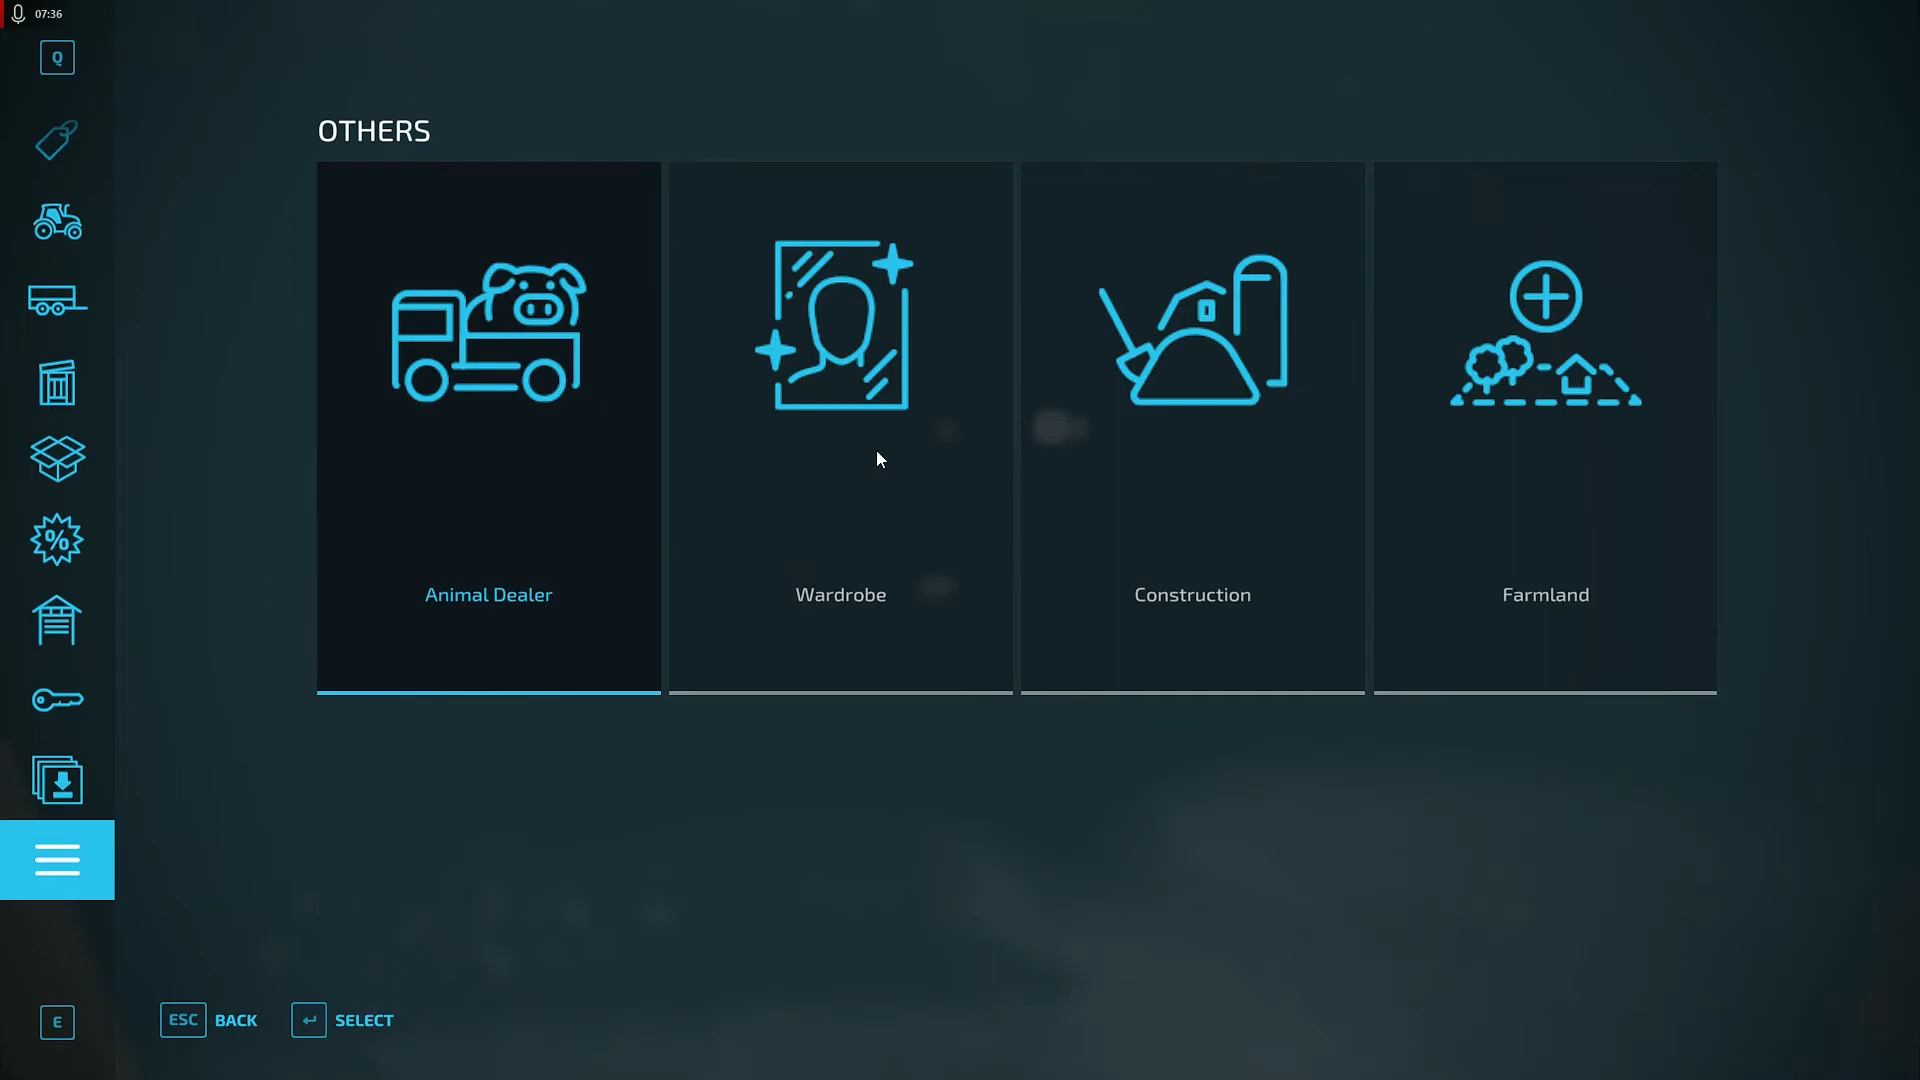 07:36
Q
OTHERS
%
Animal Dealer
Wardrobe
Construction
Farmland
E
ESC BACK
SELECT